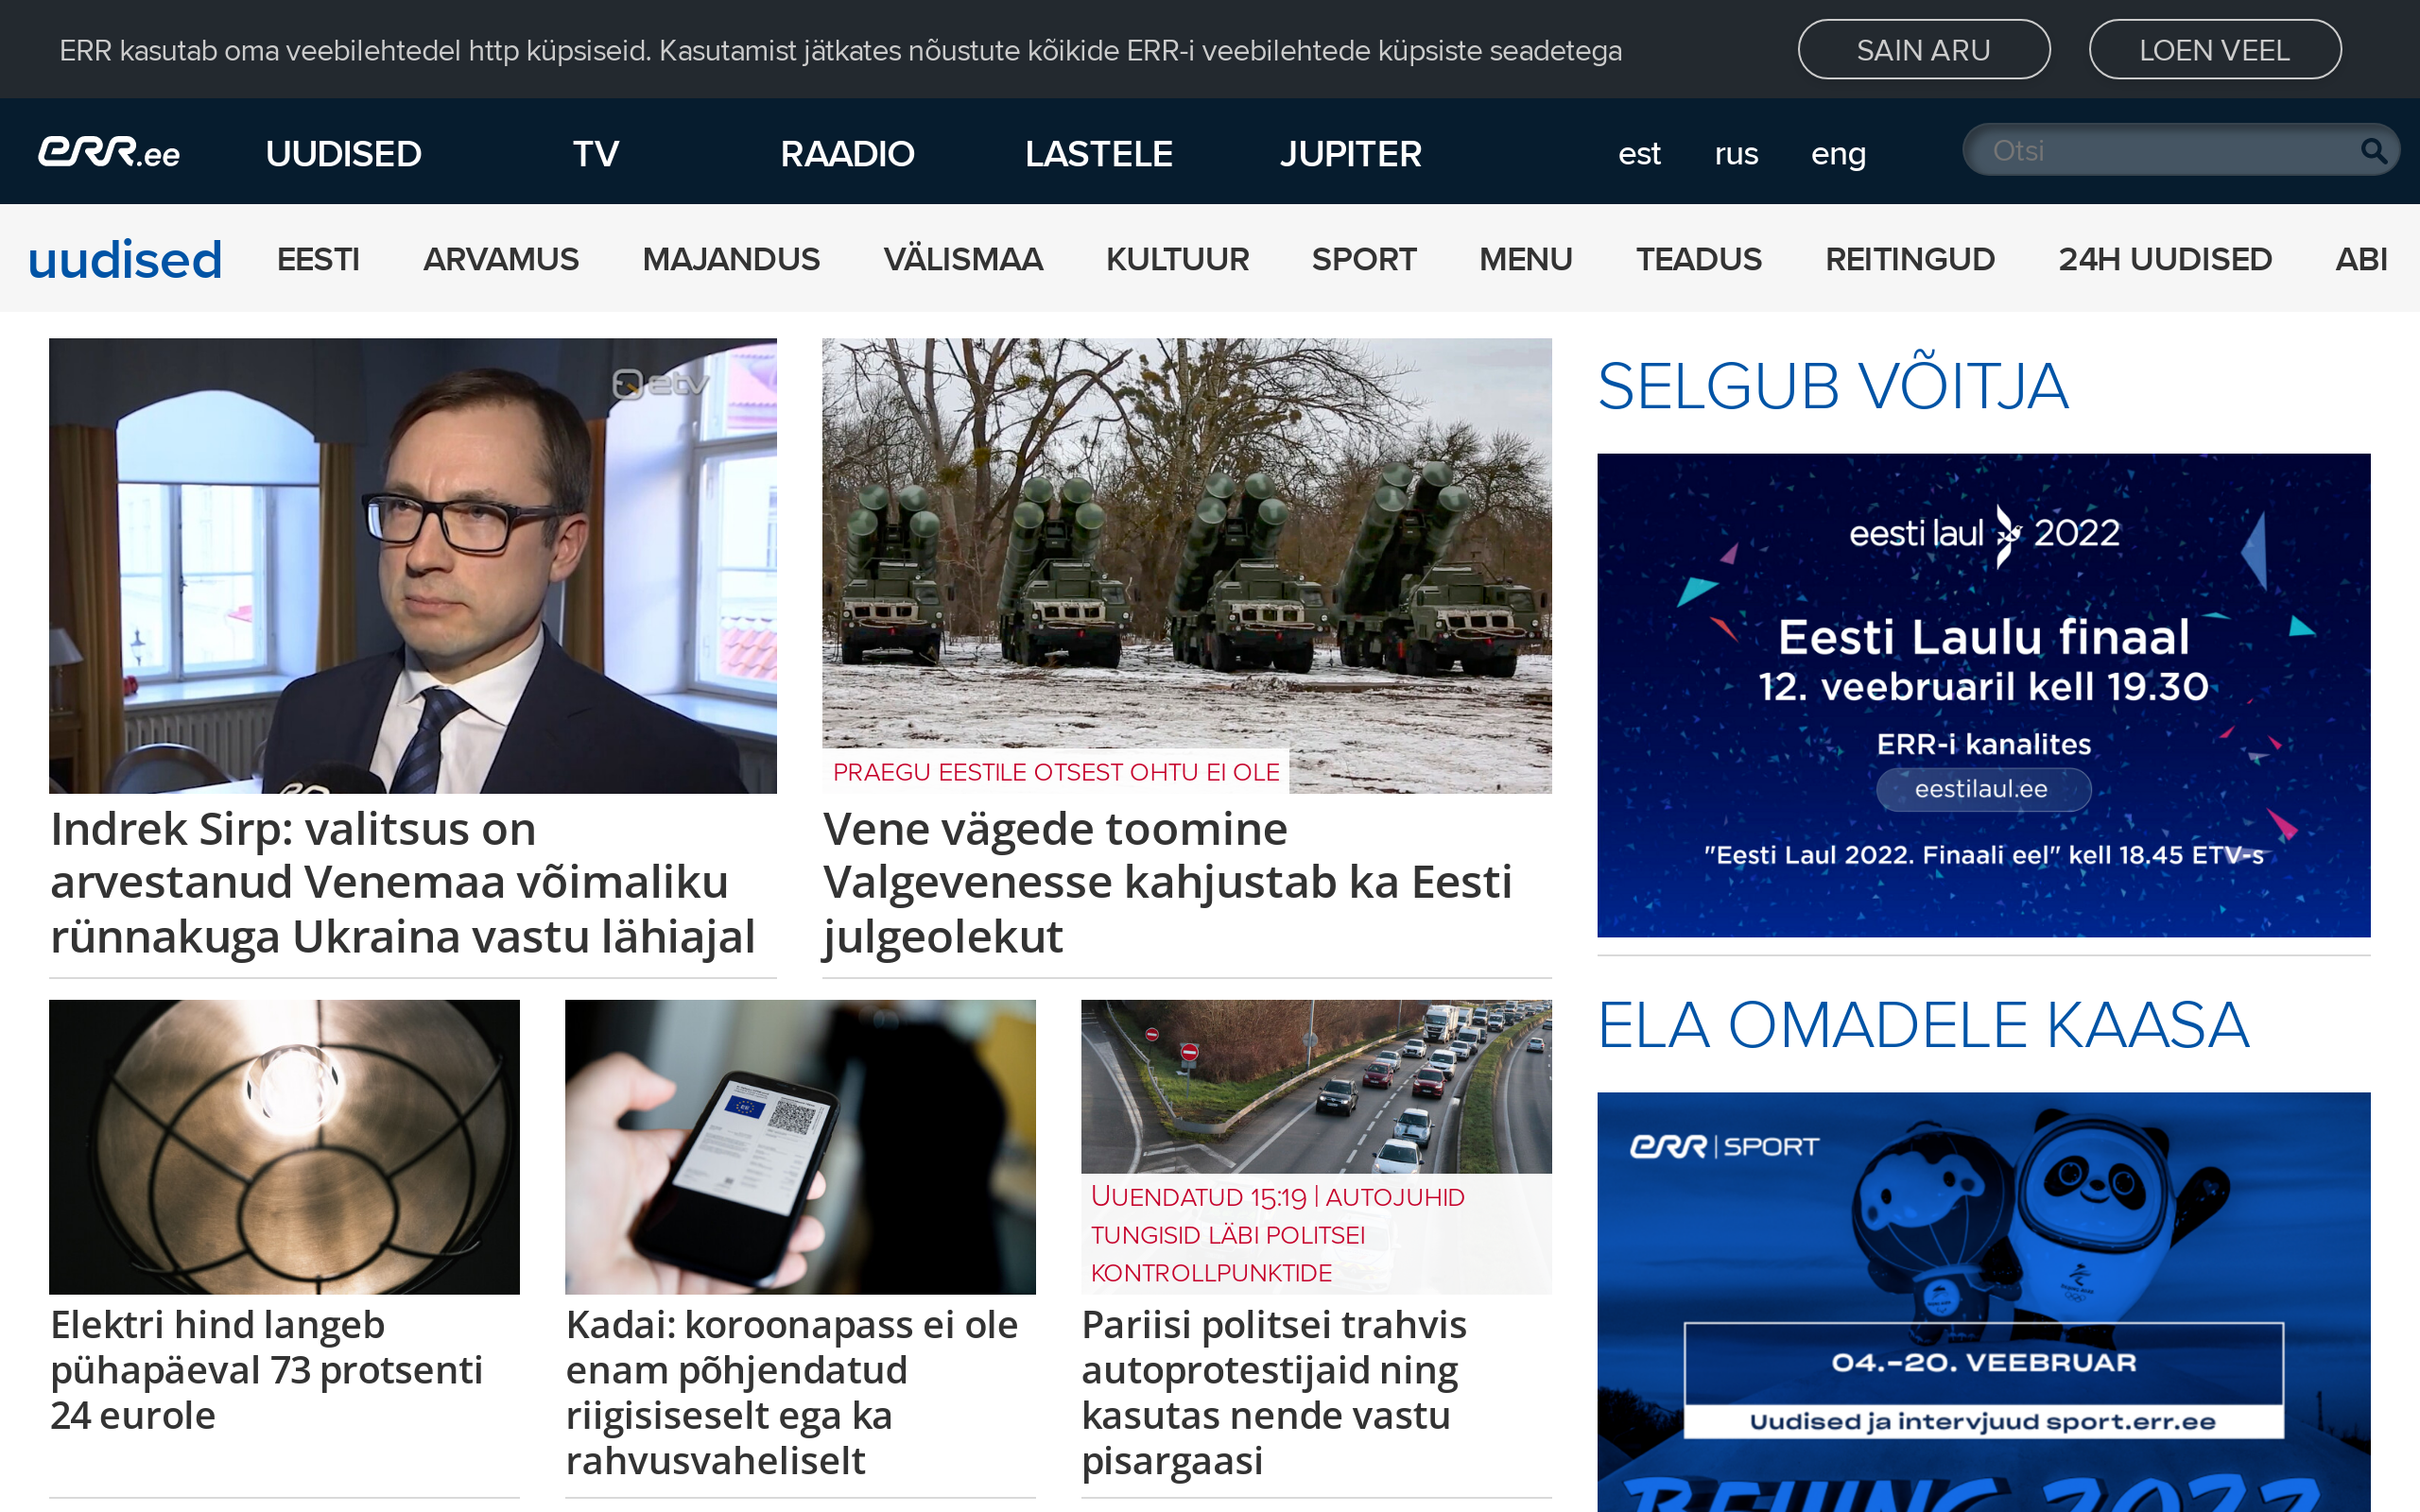 ERR kasutab oma veebilehtedel http küpsiseid. Kasutamist jätkates nõustute kõikide ERR-i veebilehtede küpsiste seadetega
SAIN ARU
LOEN VEEL
err.ee
UUDISED
TV
RAADIO
LASTELE
JUPITER
est
rus
eng
Otsi
uudised
EESTI
ARVAMUS
MAJANDUS
VÄLISMAA
KULTUUR
SPORT
MENU
TEADUS
REITINGUD
24H UUDISED
ABI
etv
Indrek Sirp: valitsus on
arvestanud Venemaa võimaliku
rünnakuga Ukraina vastu lähiajal
PRAEGU EESTILE OTSEST OHTU EI OLE
Vene vägede toomine
Valgevenesse kahjustab ka Eesti
julgeolekut
SELGUB VÕITJA
eesti laul 2022
Eesti Laulu finaal
12. veebruaril kell 19.30
ERR-i kanalites
eestilaul.ee
"Eesti Laul 2022. Finaali eel" kell 18.45 ETV-s
Elektri hind langeb
pühapäeval 73 protsenti
24 eurole
Kadai: koroonapass ei ole
enam põhjendatud
riigisiseselt ega ka
rahvusvaheliselt
UUENDATUD 15:19 | AUTOJUHID
TUNGISID LÄBI POLITSEI
KONTROLLPUNKTIDE
Pariisi politsei trahvis
autoprotestijaid ning
kasutas nende vastu
pisargaasi
ELA OMADELE KAASA
err | SPORT
04.–20. VEEBRUAR
Uudised ja intervjuud sport.err.ee
BEIJING 2022